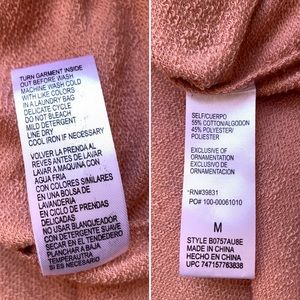 TURN GARMENT INSIDE
OUT BEFORE WASH
MACHINE WASH COLD
WITH LIKE COLORS
IN A LAUNDRY BAG
DELICATE CYCLE
DO NOT BLEACH
MILD DETERGENT
LINE DRY
COOL IRON IF NECESSARY
VOLVER LA PRENDA AL
REVES ANTES DE LAVAR
LAVAR A MAQUINA CON
AGUA FRIA
CON COLORES SIMILARES
EN UNA BOLSA DE
LAVANDERIA
EN CICLO DE PRENDAS
DELICADAS
NO USAR BLANQUEADOR
CON DETERGENTE SUAVE
SECAR EN EL TENDEDERO
PLANCHAR A BAJA
TEMPERAUTRA
SI ES NECESARIO
SELF/CUERPO
55% COTTON/ALGODON
45% POLYESTER/
POLIESTER
EXCLUSIVE OF
ORNAMENTATION
EXCLUSIVO DE
ORNAMENTACION
RN#39831
PO# 100-00061010
M
STYLE B0757AU8E
MADE IN CHINA
HECHO EN CHINA
UPC 747157763838